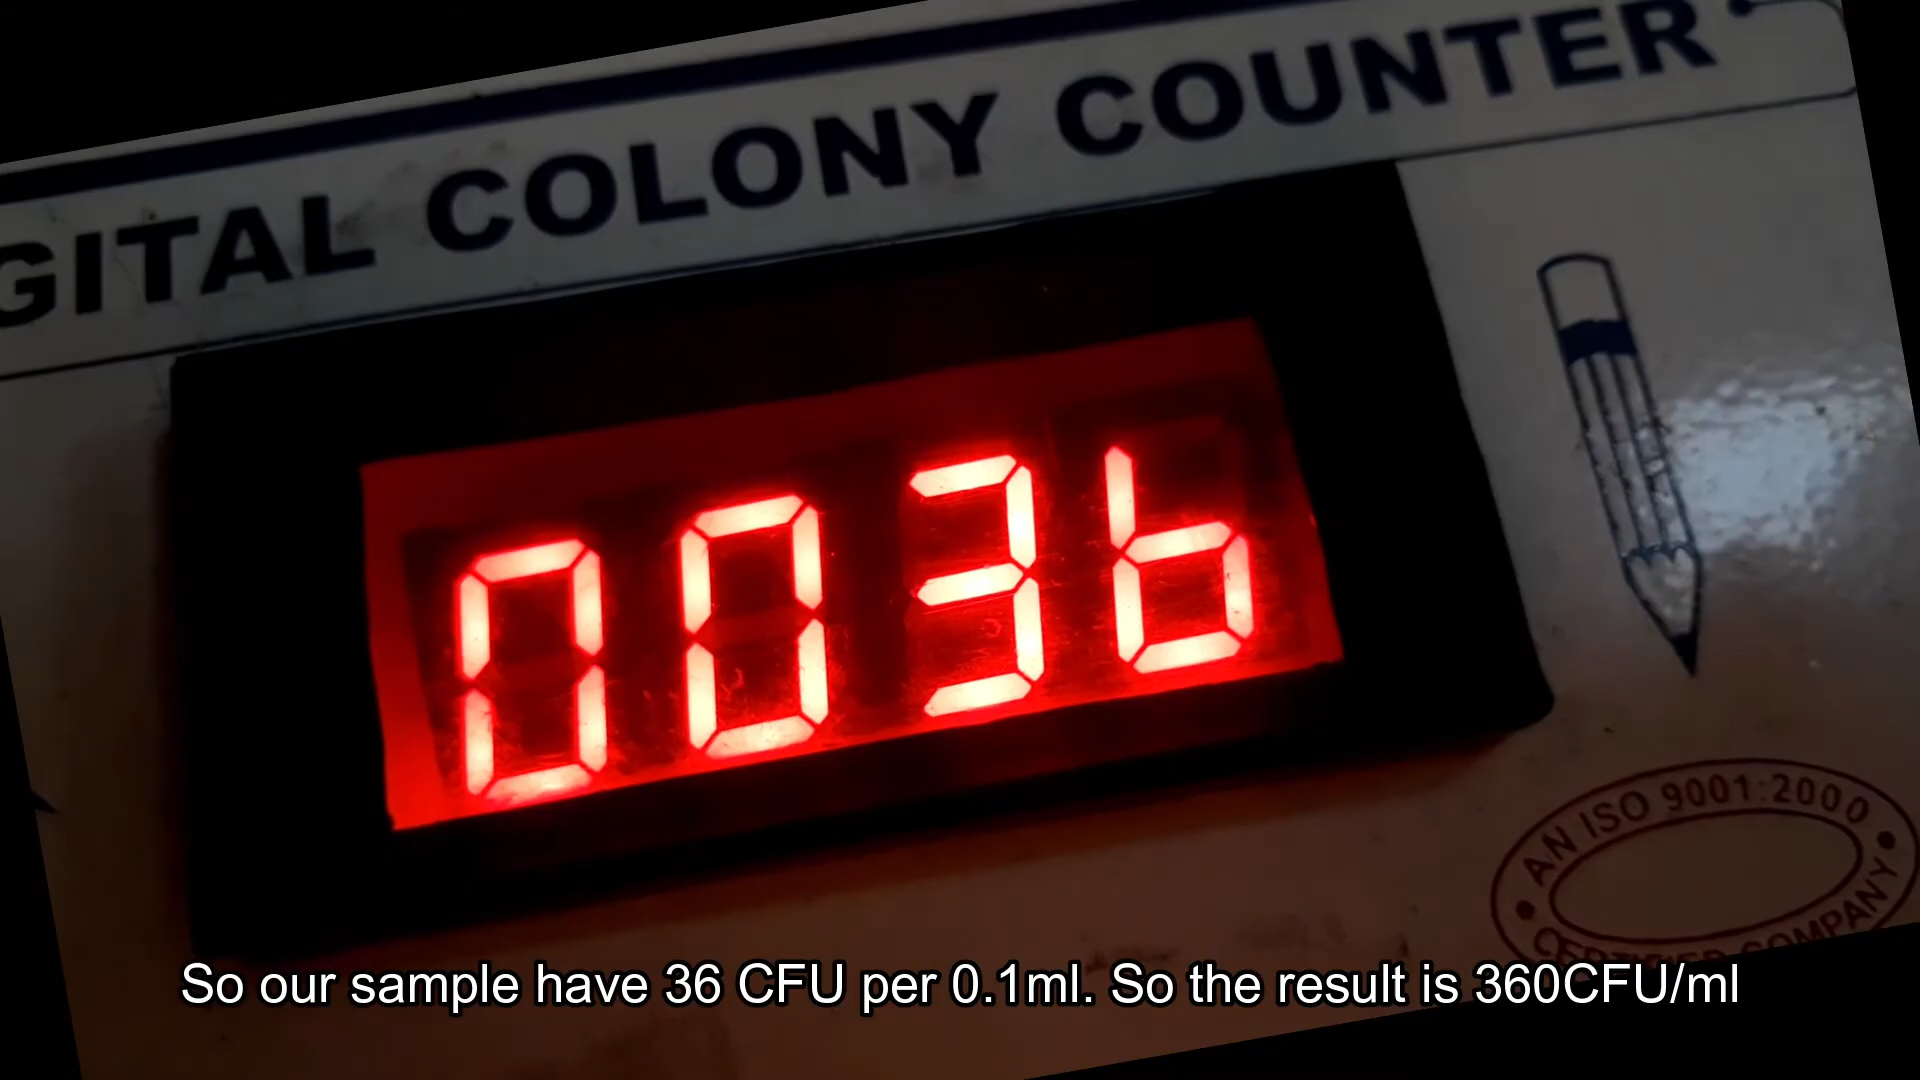 GITAL COLONY COUNTER
0036
AN ISO 9001:2000
CERTIFIED COMPANY
So our sample have 36 CFU per 0.1ml. So the result is 360CFU/ml